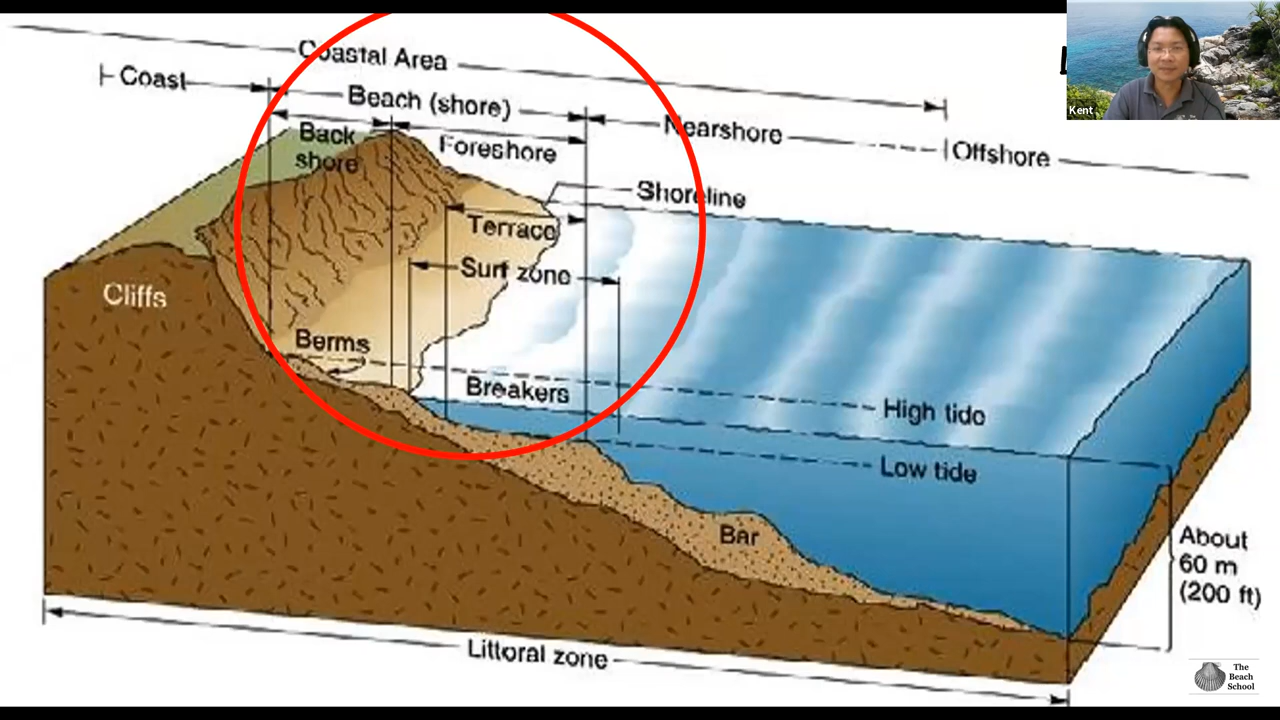 Coastal Area
Coast
Beach (shore)
Back
shore
Foreshore
Nearshore
Offshore
Shoreline
Terrace
Surf zone
Cliffs
Berms
Breakers
High tide
Low tide
Bar
About
60 m
(200 ft)
Littoral zone
Kent
The
Beach
School